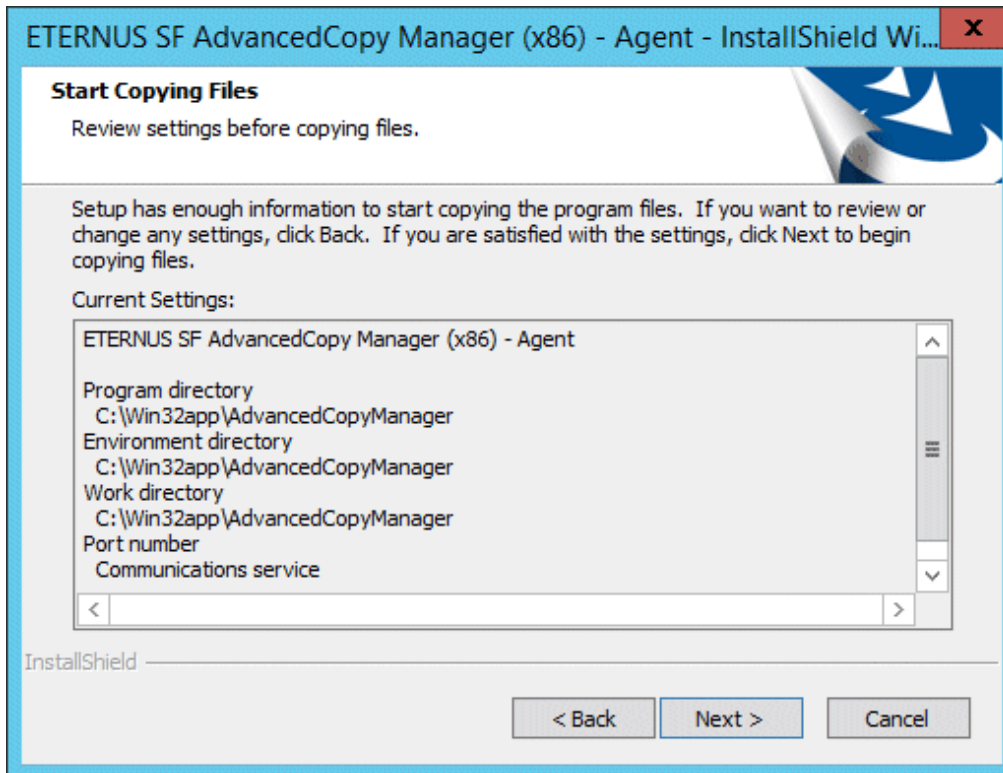 ETERNUS SF AdvancedCopy Manager (x86) - Agent - InstallShield Wi...
Start Copying Files
Review settings before copying files.
Setup has enough information to start copying the program files.  If you want to review or
change any settings, click Back.  If you are satisfied with the settings, click Next to begin
copying files.
Current Settings:
ETERNUS SF AdvancedCopy Manager (x86) - Agent
Program directory
C:\Win32app\AdvancedCopyManager
Environment directory
C:\Win32app\AdvancedCopyManager
Work directory
C:\Win32app\AdvancedCopyManager
Port number
Communications service
InstallShield
< Back
Next >
Cancel